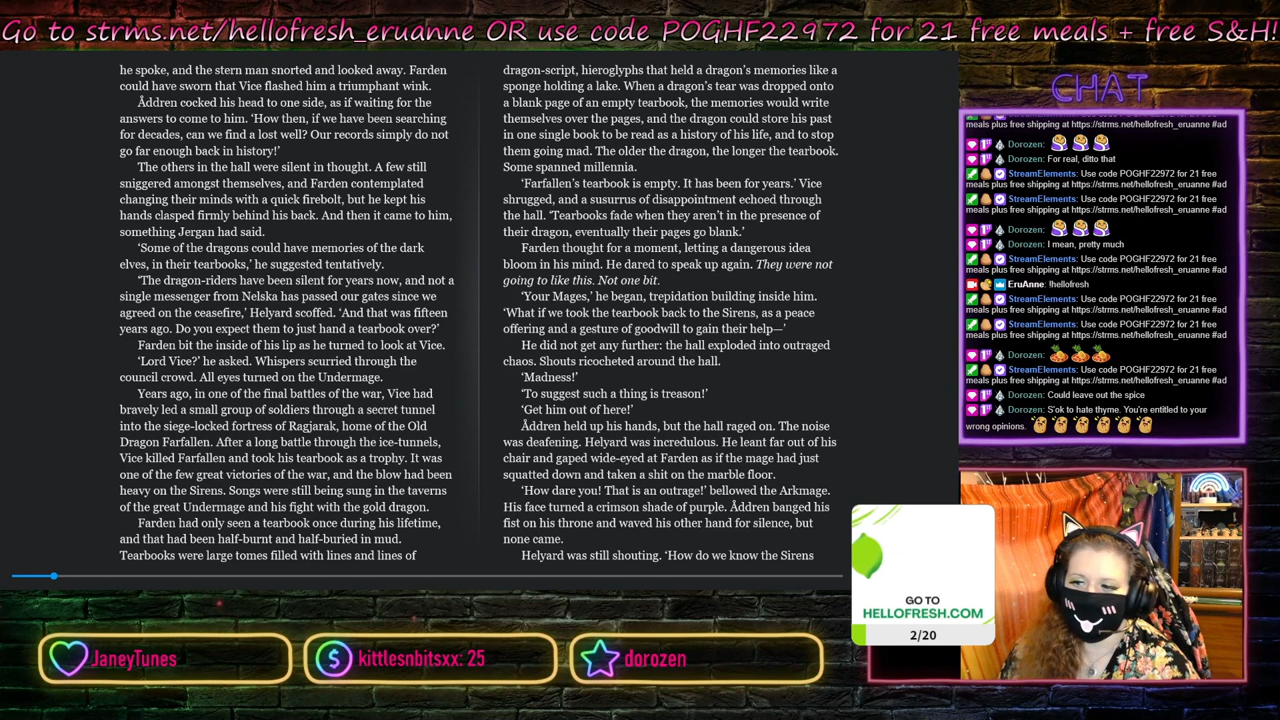 Go to strms.net/hellofresh_eruanne OR use code POGHF22972 for 21 free meals + free S&H!
he spoke, and the stern man snorted and looked away. Farden
could have sworn that Vice flashed him a triumphant wink.
Åddren cocked his head to one side, as if waiting for the
answers to come to him. ‘How then, if we have been searching
for decades, can we find a lost well? Our records simply do not
go far enough back in history!’
The others in the hall were silent in thought. A few still
sniggered amongst themselves, and Farden contemplated
changing their minds with a quick firebolt, but he kept his
hands clasped firmly behind his back. And then it came to him,
something Jergan had said.
‘Some of the dragons could have memories of the dark
elves, in their tearbooks,’ he suggested tentatively.
‘The dragon-riders have been silent for years now, and not a
single messenger from Nelska has passed our gates since we
agreed on the ceasefire,’ Helyard scoffed. ‘And that was fifteen
years ago. Do you expect them to just hand a tearbook over?’
Farden bit the inside of his lip as he turned to look at Vice.
‘Lord Vice?’ he asked. Whispers scurried through the
council crowd. All eyes turned on the Undermage.
Years ago, in one of the final battles of the war, Vice had
bravely led a small group of soldiers through a secret tunnel
into the siege-locked fortress of Ragjarak, home of the Old
Dragon Farfallen. After a long battle through the ice-tunnels,
Vice killed Farfallen and took his tearbook as a trophy. It was
one of the few great victories of the war, and the blow had been
heavy on the Sirens. Songs were still being sung in the taverns
of the great Undermage and his fight with the gold dragon.
Farden had only seen a tearbook once during his lifetime,
and that had been half-burnt and half-buried in mud.
Tearbooks were large tomes filled with lines and lines of
dragon-script, hieroglyphs that held a dragon’s memories like a
sponge holding a lake. When a dragon’s tear was dropped onto
a blank page of an empty tearbook, the memories would write
themselves over the pages, and the dragon could store his past
in one single book to be read as a history of his life, and to stop
them going mad. The older the dragon, the longer the tearbook.
Some spanned millennia.
‘Farfallen’s tearbook is empty. It has been for years.’ Vice
shrugged, and a susurrus of disappointment echoed through
the hall. ‘Tearbooks fade when they aren’t in the presence of
their dragon, eventually their pages go blank.’
Farden thought for a moment, letting a dangerous idea
bloom in his mind. He dared to speak up again. They were not
going to like this. Not one bit.
‘Your Mages,’ he began, trepidation building inside him.
‘What if we took the tearbook back to the Sirens, as a peace
offering and a gesture of goodwill to gain their help—’
He did not get any further: the hall exploded into outraged
chaos. Shouts ricocheted around the hall.
‘Madness!’
‘To suggest such a thing is treason!’
‘Get him out of here!’
Åddren held up his hands, but the hall raged on. The noise
was deafening. Helyard was incredulous. He leant far out of his
chair and gaped wide-eyed at Farden as if the mage had just
squatted down and taken a shit on the marble floor.
‘How dare you! That is an outrage!’ bellowed the Arkmage.
His face turned a crimson shade of purple. Åddren banged his
fist on his throne and waved his other hand for silence, but
none came.
Helyard was still shouting. ‘How do we know the Sirens
CHAT
meals plus free shipping at https://strms.net/hellofresh_eruanne #ad
Dorozen:
Dorozen: For real, ditto that
StreamElements: Use code POGHF22972 for 21 free
meals plus free shipping at https://strms.net/hellofresh_eruanne #ad
StreamElements: Use code POGHF22972 for 21 free
meals plus free shipping at https://strms.net/hellofresh_eruanne #ad
Dorozen:
Dorozen: I mean, pretty much
StreamElements: Use code POGHF22972 for 21 free
meals plus free shipping at https://strms.net/hellofresh_eruanne #ad
EruAnne: !hellofresh
StreamElements: Use code POGHF22972 for 21 free
meals plus free shipping at https://strms.net/hellofresh_eruanne #ad
StreamElements: Use code POGHF22972 for 21 free
meals plus free shipping at https://strms.net/hellofresh_eruanne #ad
Dorozen:
StreamElements: Use code POGHF22972 for 21 free
meals plus free shipping at https://strms.net/hellofresh_eruanne #ad
Dorozen: Could leave out the spice
Dorozen: S'ok to hate thyme. You're entitled to your
wrong opinions.
GO TO
HELLOFRESH.COM
2/20
JaneyTunes
kittlesnbitsxx: 25
dorozen